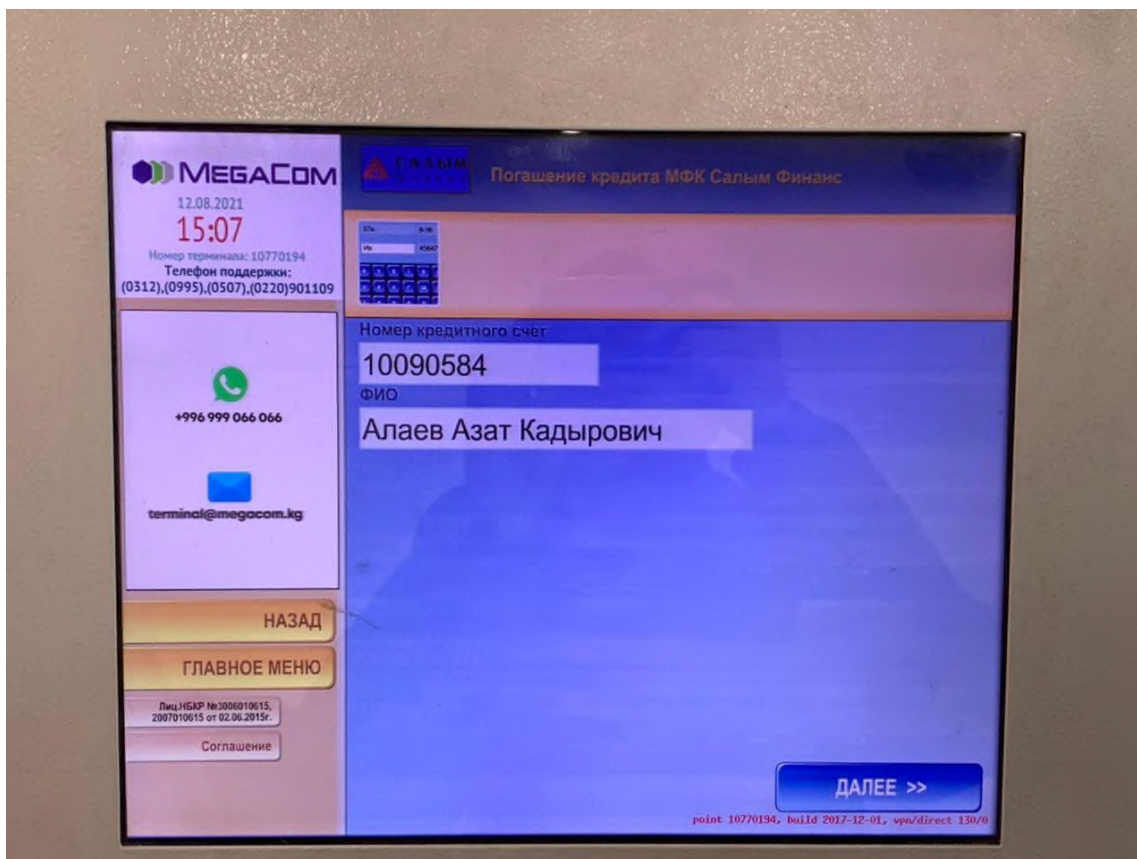 MEGACOM
12.08.2021
15:07
Номер терминала: 10770194
Телефон поддержки:
(0312),(0995),(0507),(0220)901109
+996 999 066 066
terminal@megacom.kg
НАЗАД
ГЛАВНОЕ МЕНЮ
Лиц.НБКР №3006010615,
2007010615 от 02.06.2015г.
Соглашение
САЛЫМ
Погашение кредита МФК Салым Финанс
Номер кредитного счёт
10090584
ФИО
Алаев Азат Кадырович
ДАЛЕЕ >>
point 10770194, build 2017-12-01, vpn/direct 130/0